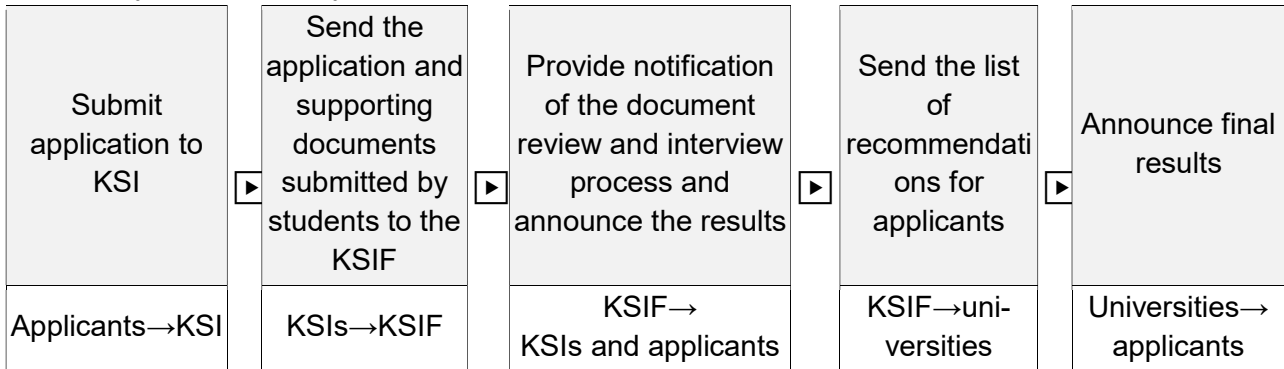 Submit
application to
KSI
▶
Send the
application and
supporting
documents
submitted by
students to the
KSIF
▶
Provide notification
of the document
review and interview
process and
announce the results
▶
Send the list
of
recommendati
ons for
applicants
▶
Announce final
results
Applicants→KSI
KSIs→KSIF
KSIF→
KSIs and applicants
KSIF→uni-
versities
Universities→
applicants